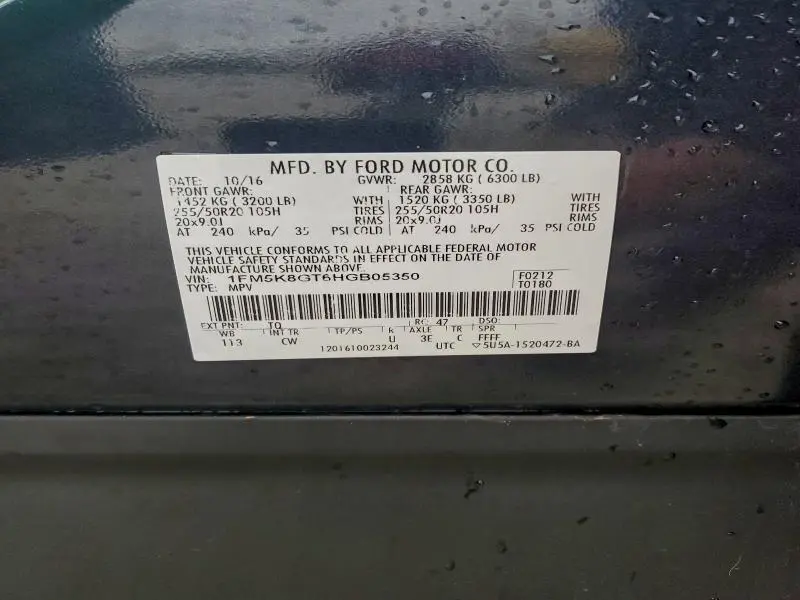 MFD. BY FORD MOTOR CO.
DATE: 10/16 GVWR: 2858 KG ( 6300 LB)
FRONT GAWR: REAR GAWR:
1452 KG ( 3200 LB) WITH 1520 KG ( 3350 LB) WITH
255/50R20 105H TIRES 255/50R20 105H TIRES
20x9.0J RIMS 20x9.0J RIMS
AT 240 kPa/ 35 PSI COLD AT 240 kPa/ 35 PSI COLD
THIS VEHICLE CONFORMS TO ALL APPLICABLE FEDERAL MOTOR
VEHICLE SAFETY STANDARDS IN EFFECT ON THE DATE OF
MANUFACTURE SHOWN ABOVE.
VIN: 1FM5K8GT6HGB05350 F0212
TYPE: MPV T0180
EXT PNT: TQ RC: 47 DSO:
WB INT TR TP/PS R AXLE TR SPR
113 CW U 3E C FFFF
1201610023244 UTC ▽5U5A-1520472-BA